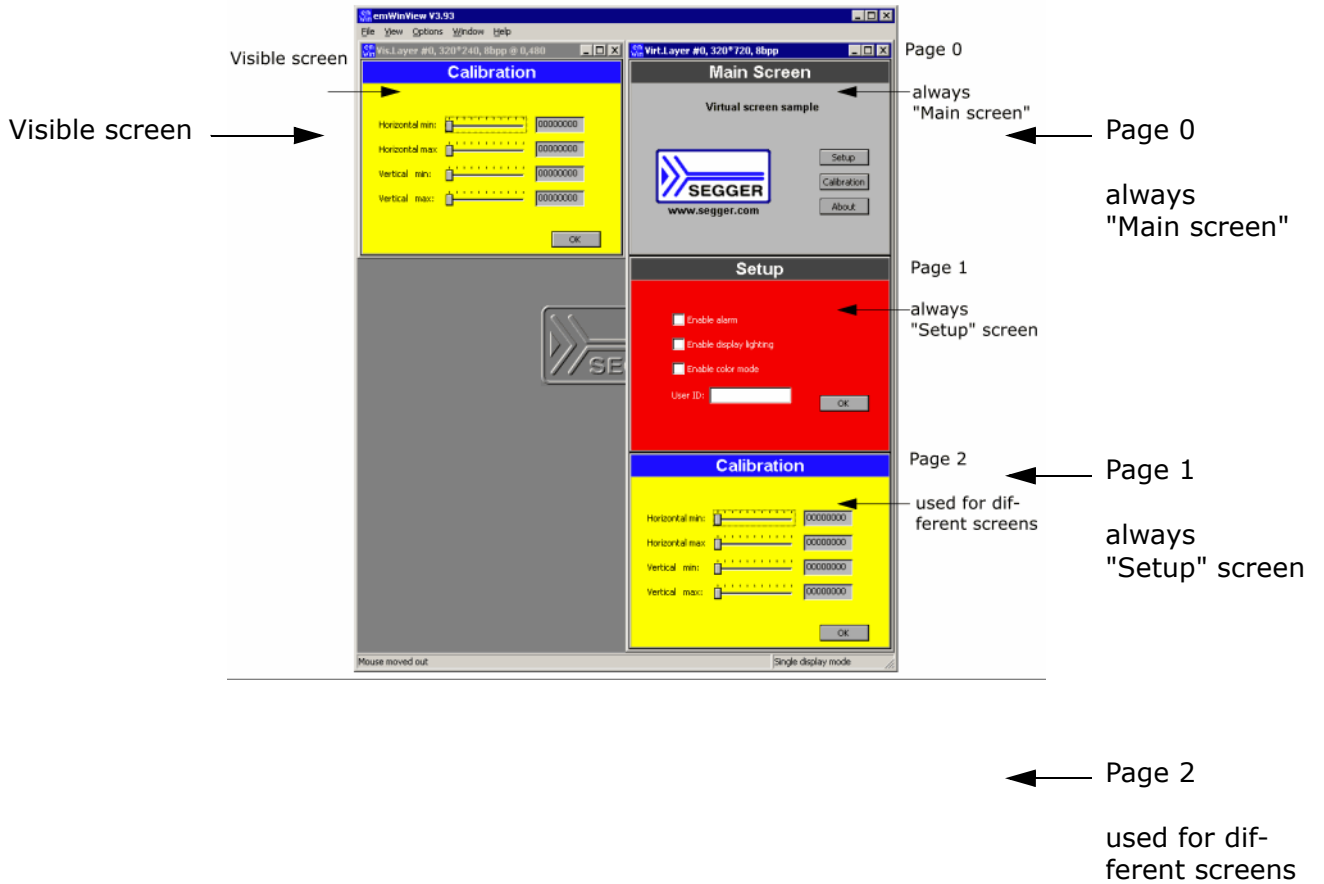 emWinView V3.93
File View Options Window Help
Visible screen
Vis.Layer #0, 320*240, 8bpp @ 0,480
Calibration
Horizontal min: 00000000
Horizontal max 00000000
Vertical min: 00000000
Vertical max: 00000000
OK
Virt.Layer #0, 320*720, 8bpp
Main Screen
Virtual screen sample
SEGGER
www.segger.com
Setup
Calibration
About
Page 0
always
"Main screen"
SE
Setup
Enable alarm
Enable display lighting
Enable color mode
User ID:
OK
Page 1
always
"Setup" screen
Calibration
Horizontal min: 00000000
Horizontal max 00000000
Vertical min: 00000000
Vertical max: 00000000
OK
Page 2
used for dif-
ferent screens
Mouse moved out
Single display mode
Visible screen
Page 0
always
"Main screen"
Page 1
always
"Setup" screen
Page 2
used for dif-
ferent screens